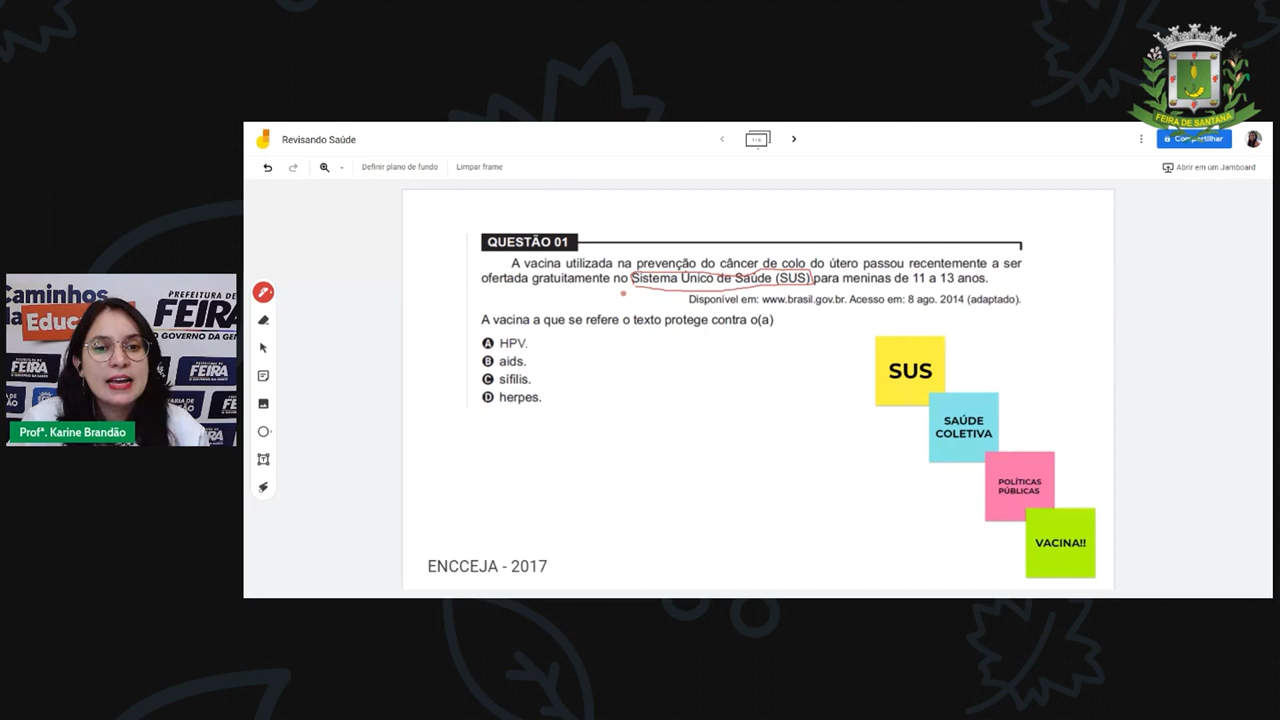 FEIRA DE SANTANA
Revisando Saúde
Compartilhar
Definir plano de fundo
Limpar frame
Abrir em um Jamboard
QUESTÃO 01
A vacina utilizada na prevenção do câncer de colo do útero passou recentemente a ser
ofertada gratuitamente no Sistema Único de Saúde (SUS) para meninas de 11 a 13 anos.
Disponível em: www.brasil.gov.br. Acesso em: 8 ago. 2014 (adaptado).
A vacina a que se refere o texto protege contra o(a)
A HPV.
B aids.
C sífilis.
D herpes.
SUS
SAÚDE
COLETIVA
POLÍTICAS
PÚBLICAS
VACINA!!
ENCCEJA - 2017
Caminhos
da Educ
PREFEITURA DE
FEIRA
FEIRA
FEIRA
Profª. Karine Brandão